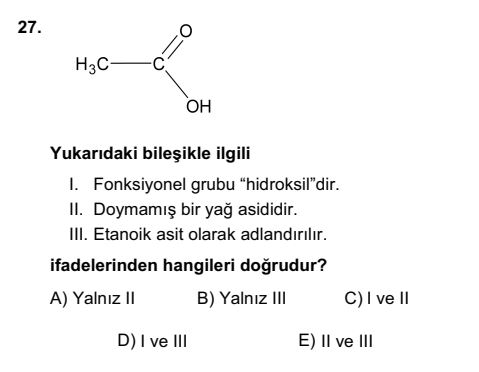 27.
O
H₃C C
OH
Yukarıdaki bileşikle ilgili
I. Fonksiyonel grubu “hidroksil”dir.
II. Doymamış bir yağ asididir.
III. Etanoik asit olarak adlandırılır.
ifadelerinden hangileri doğrudur?
A) Yalnız II B) Yalnız III C) I ve II
D) I ve III E) II ve III